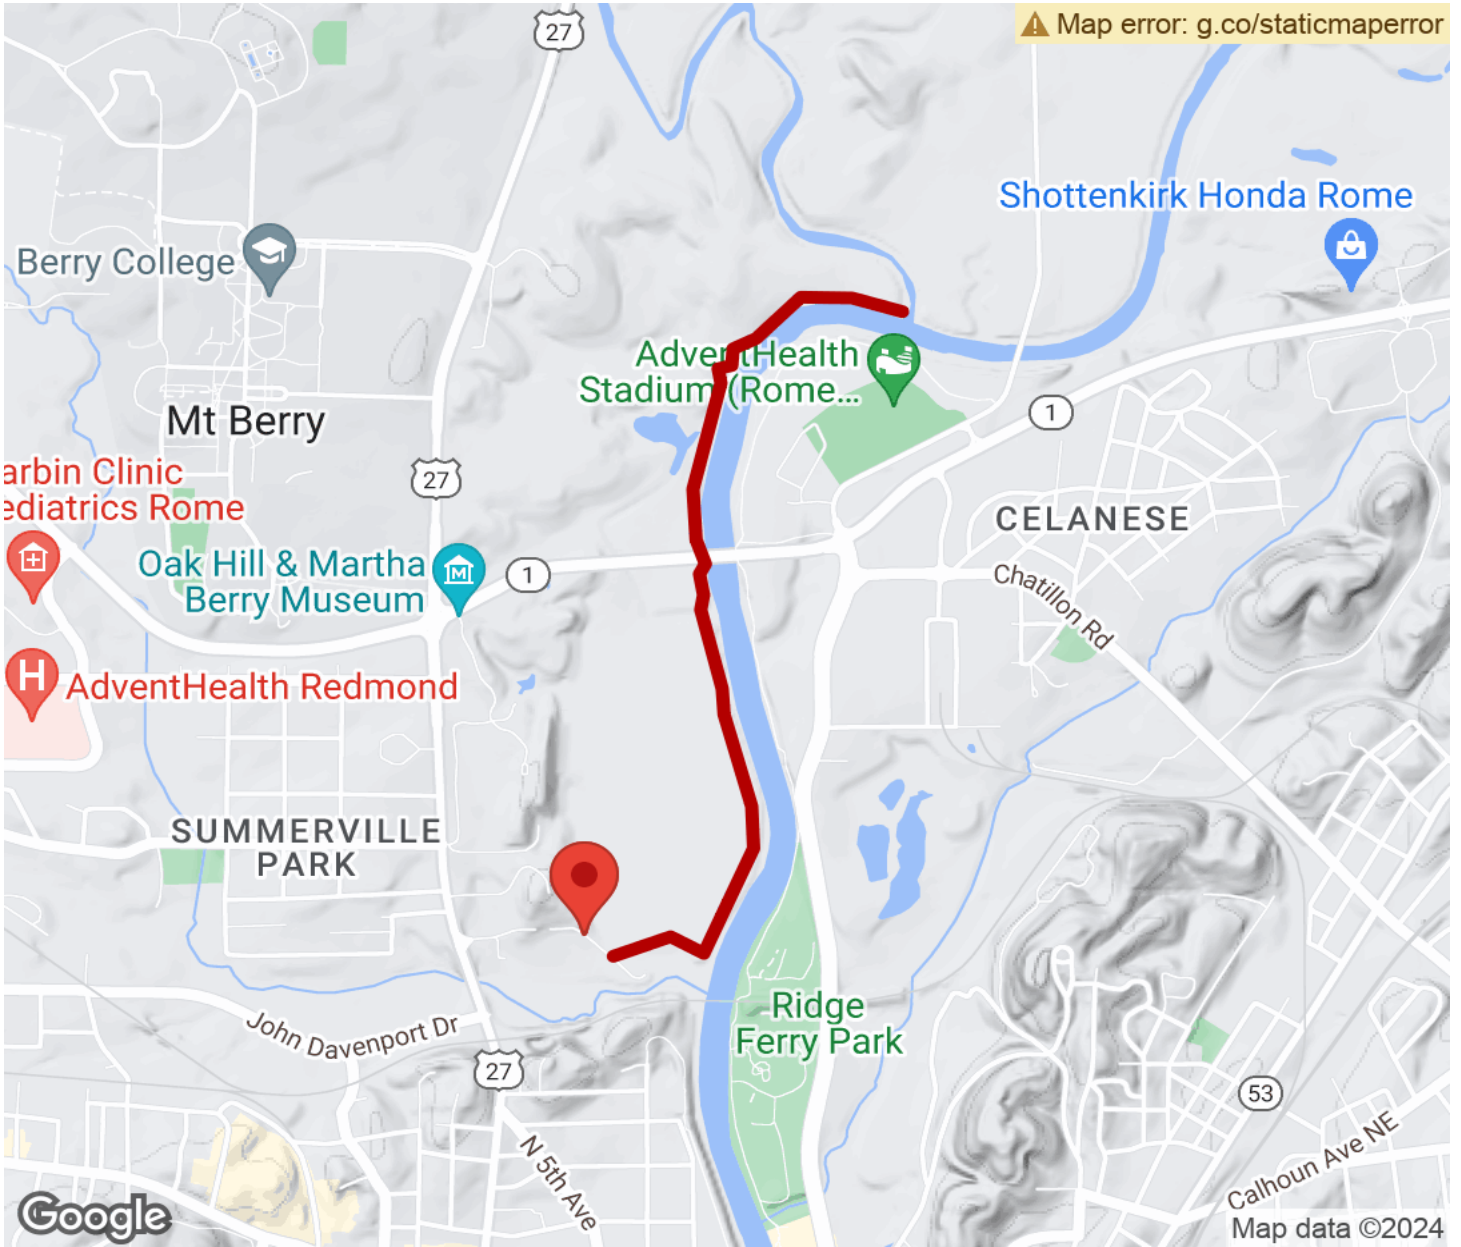 27
Map error: g.co/staticmaperror
Shottenkirk Honda Rome
Berry College
AdventHealth
Stadium (Rome...
Mt Berry
1
27
arbin Clinic
ediatrics Rome
CELANESE
Oak Hill & Martha
Berry Museum
1
Chatillon Rd
H
AdventHealth Redmond
SUMMERVILLE
PARK
Ridge
Ferry Park
John Davenport Dr
27
53
N 5th Ave
Calhoun Ave NE
Google
Map data ©2024